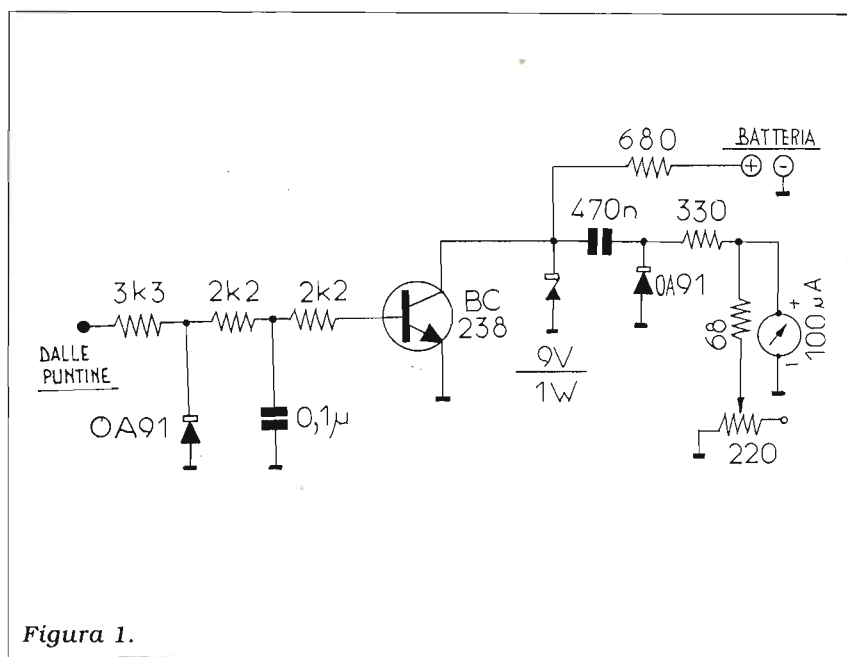 680
BATTERIA
+ -
470n
330
3k3
2k2
2k2
BC
238
OA91
68
+
100µA
-
DALLE
PUNTINE
9V
1W
OA91
0,1µ
220
Figura 1.